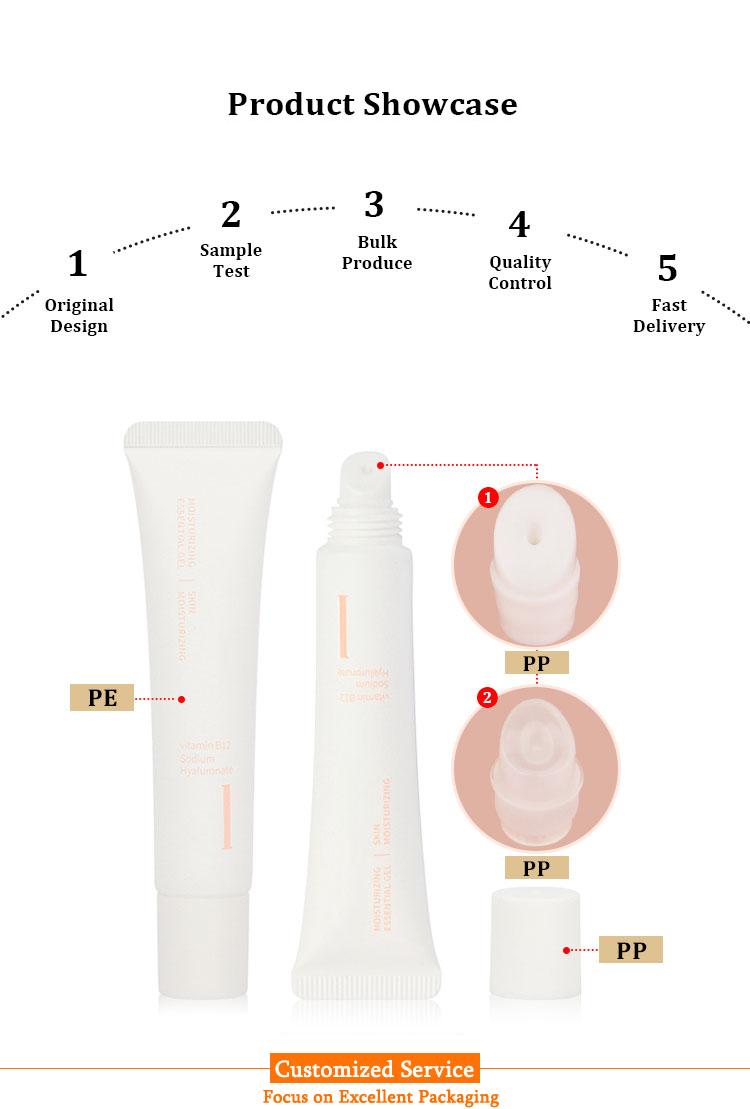 Product Showcase
1
Original
Design
2
Sample
Test
3
Bulk
Produce
4
Quality
Control
5
Fast
Delivery
MOISTURIZING
ESSENTIAL GEL | SKIN
MOISTURIZING
PE
vitamin B12
Sodium
Hyaluronate
vitamin B12
Sodium
Hyaluronate
MOISTURIZING | SKIN
ESSENTIAL GEL MOISTURIZING
1
PP
2
PP
PP
Customized Service
Focus on Excellent Packaging